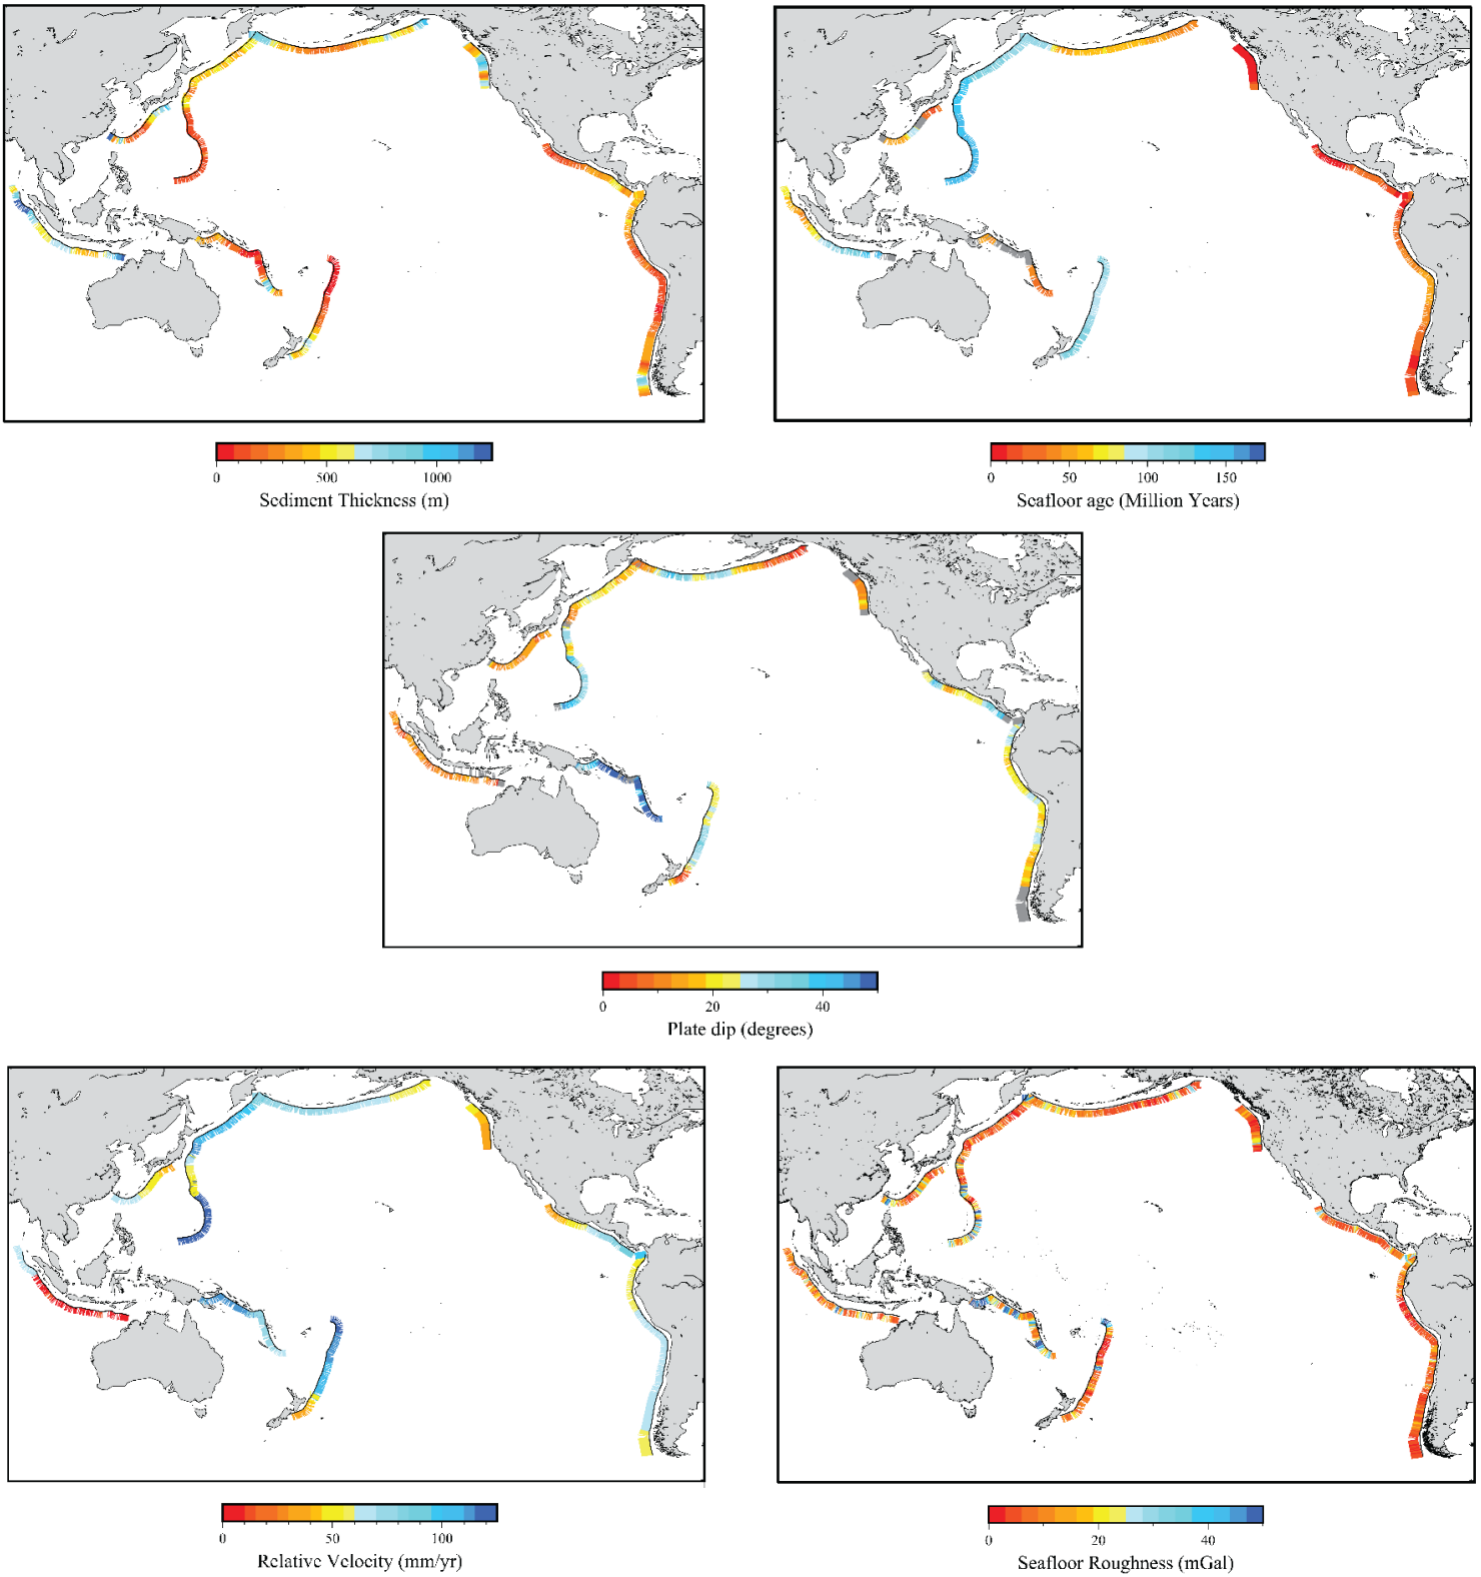 0 500 1000
Sediment Thickness (m)
0 50 100 150
Seafloor age (Million Years)
0 20 40
Plate dip (degrees)
0 50 100
Relative Velocity (mm/yr)
0 20 40
Seafloor Roughness (mGal)